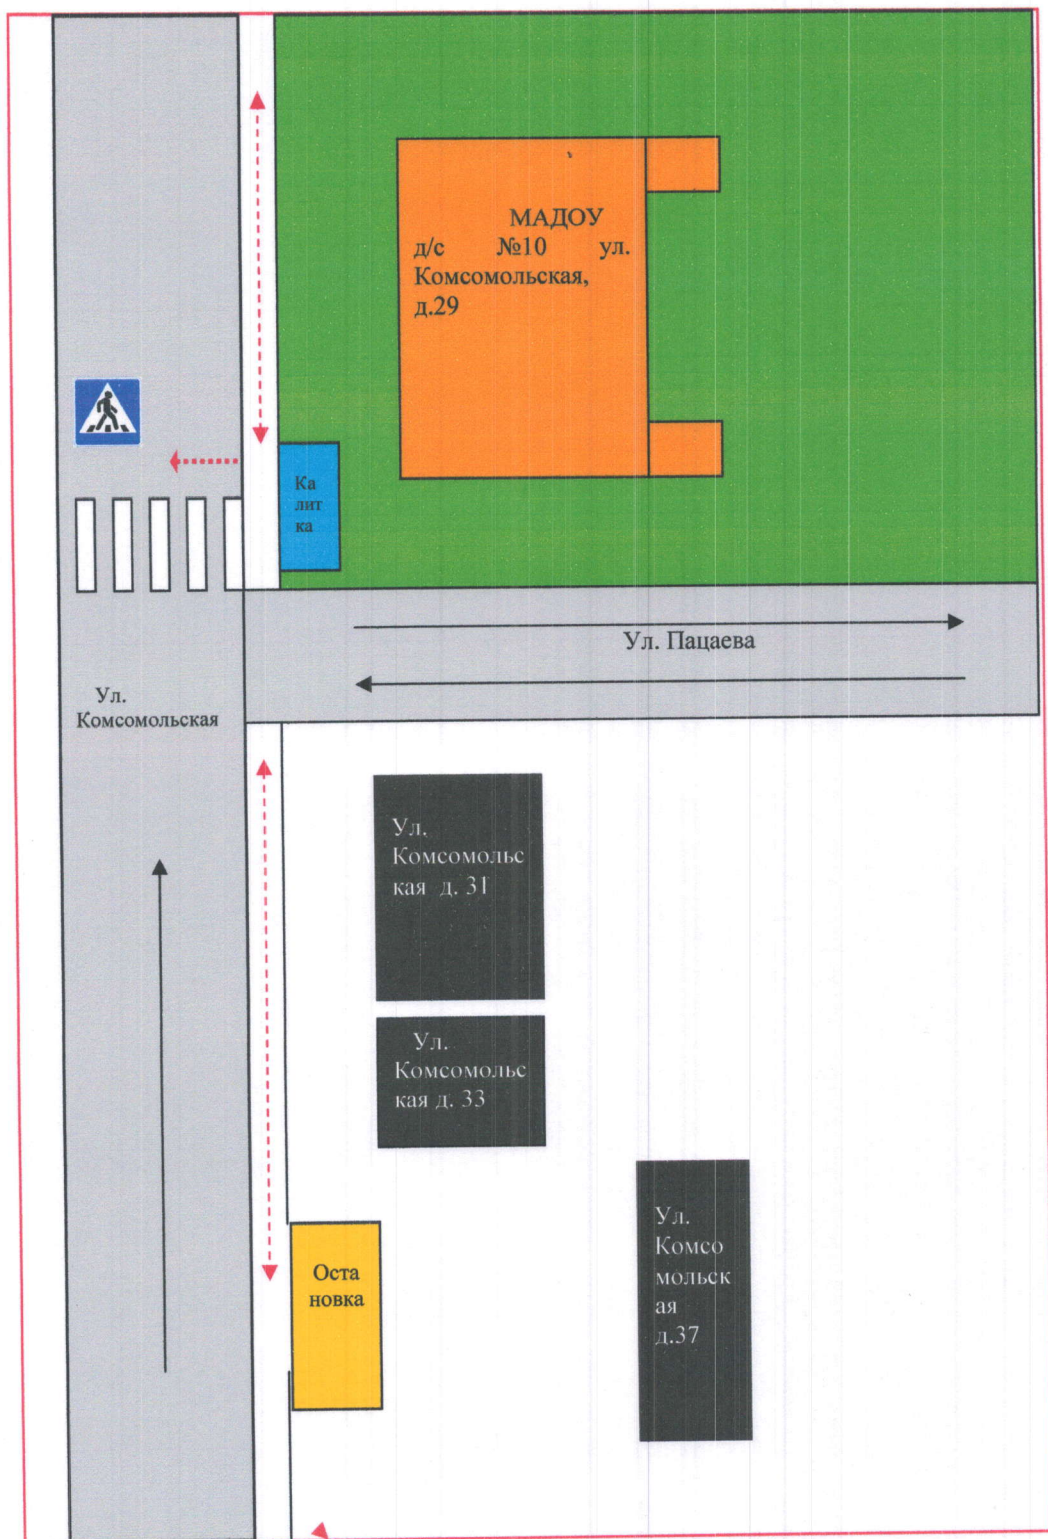 МАДОУ
д/с №10 ул.
Комсомольская,
д.29
Ка
лит
ка
Ул. Пацаева
Ул.
Комсомольская
Ул.
Комсомольс
кая д. 31
Ул.
Комсомольс
кая д. 33
Оста
новка
Ул.
Комсо
мольск
ая
д.37